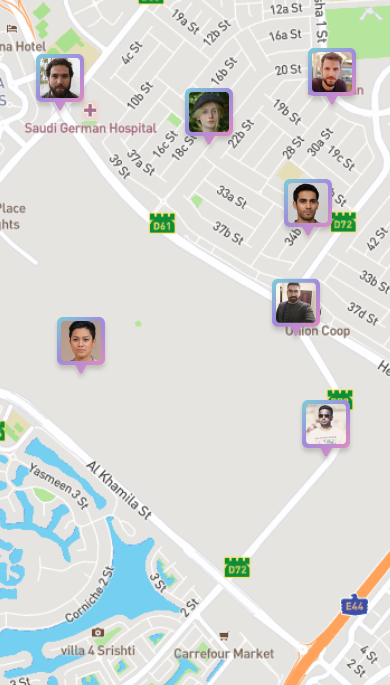 12a St
19a St
12b St
16a St
sha 1 St
na Hotel
4c St
20 St
16b St
10b St
19b St
Saudi German Hospital
39 St
37a St
16c St
18c St
22b St
28 St
30a St
19c St
33a St
Place
ghts
D61
37b St
34b
D72
42 St
33b St
Union Coop
37d St
He
Al Khamila St
Yasmeen 3 St
D72
3 St
Corniche 2 St
2 St
E44
villa 4 Srishti
Carrefour Market
4 St
2 St